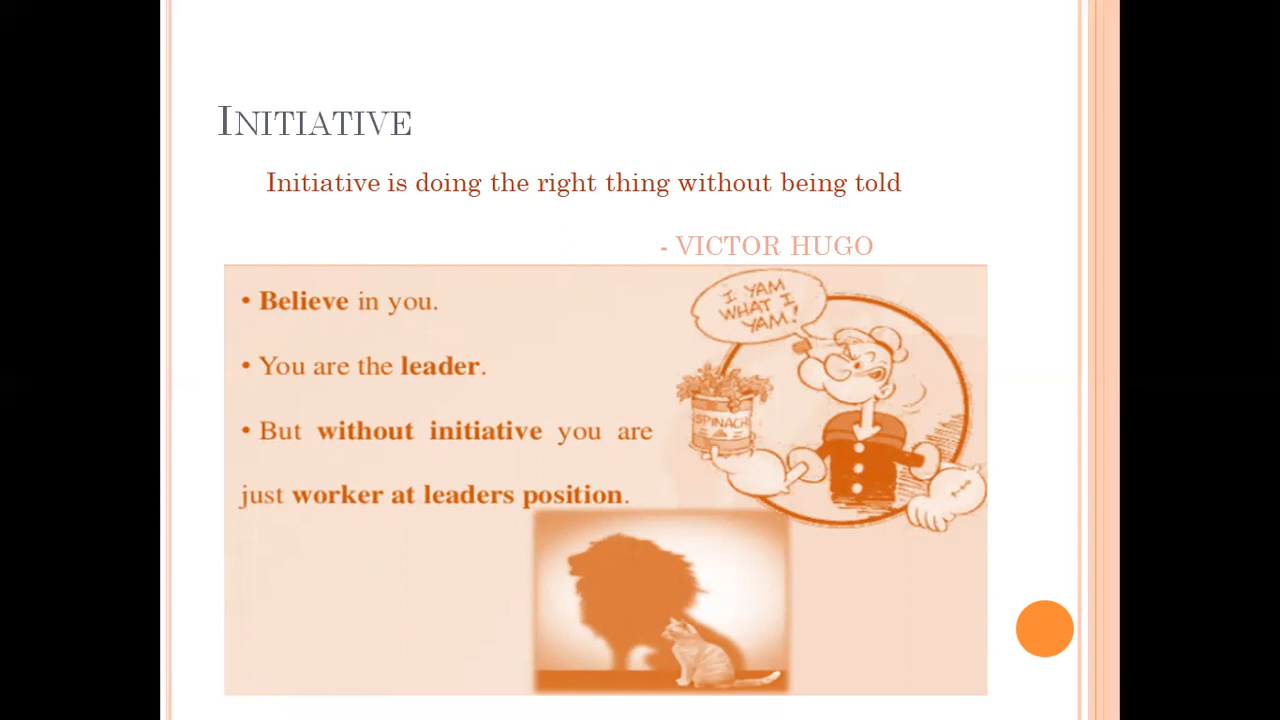 INITIATIVE
Initiative is doing the right thing without being told
- VICTOR HUGO
• Believe in you.
• You are the leader.
• But without initiative you are
just worker at leaders position.
I YAM
WHAT I
YAM!
SPINACH